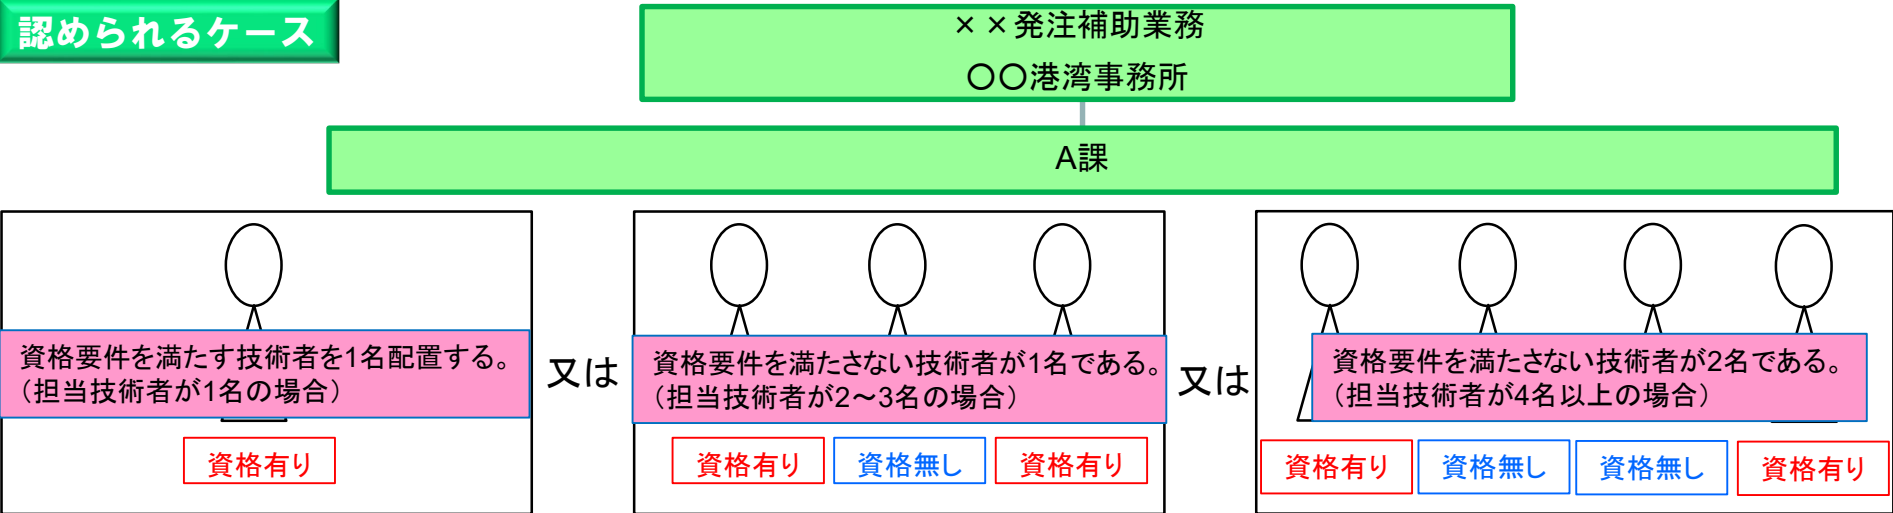 認められるケース
××発注補助業務
〇〇港湾事務所
A課
資格要件を満たす技術者を1名配置する。
（担当技術者が1名の場合）
資格有り
又は
資格要件を満たさない技術者が1名である。
（担当技術者が2～3名の場合）
資格有り
資格無し
資格有り
又は
資格要件を満たさない技術者が2名である。
（担当技術者が4名以上の場合）
資格有り
資格無し
資格無し
資格有り